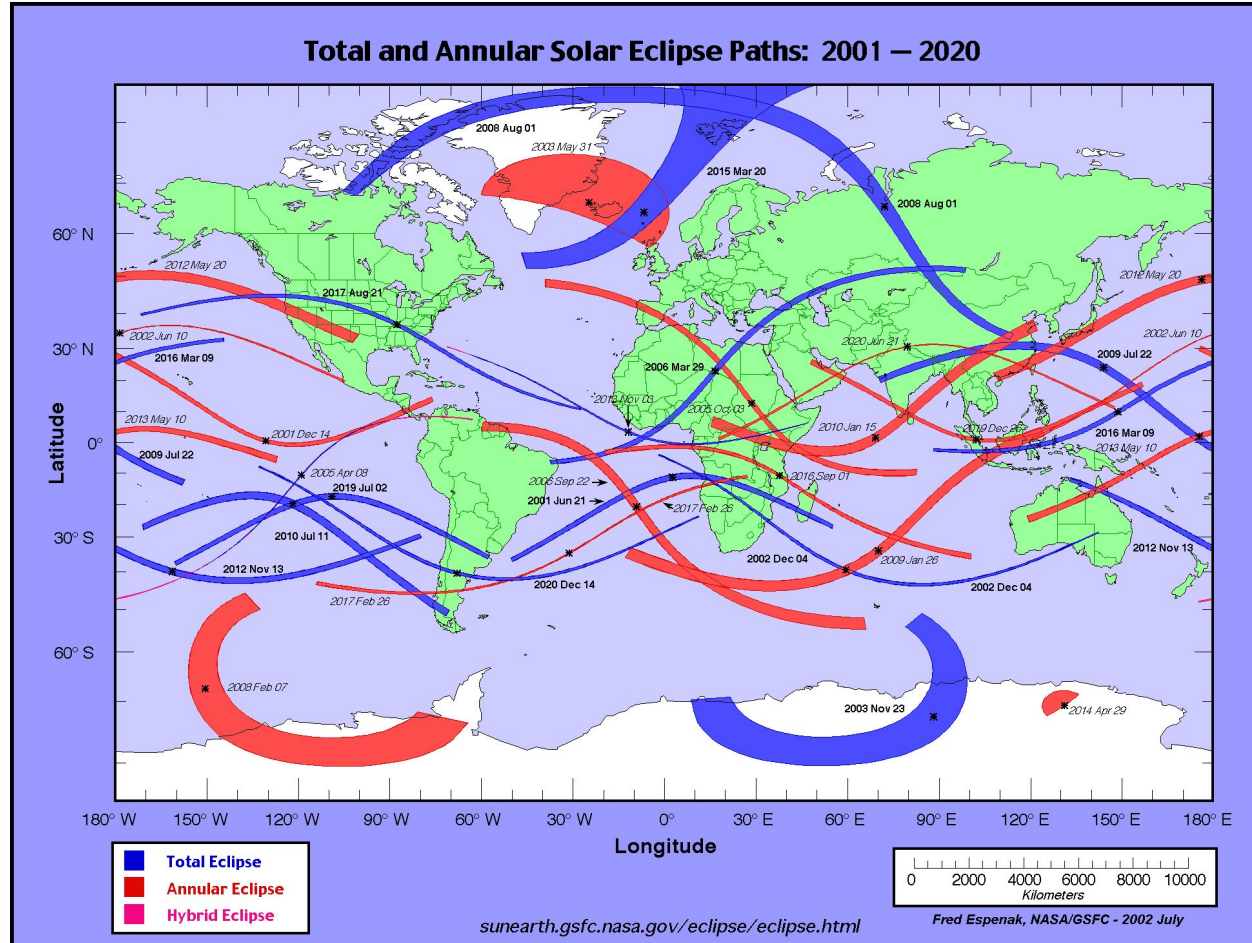 Total and Annular Solar Eclipse Paths: 2001 — 2020
2008 Aug 01
2003 May 31
2015 Mar 20
2008 Aug 01
60° N
2012 May 20
2012 May 20
2017 Aug 21
2002 Jun 10
2002 Jun 10
2020 Jun 21
30° N
2016 Mar 09
2009 Jul 22
2006 Mar 29
2013 Nov 03
2005 Oct 03
2010 Jan 15
2019 Dec 26
2016 Mar 09
2013 May 10
2001 Dec 14
0°
2013 May 10
2009 Jul 22
2005 Apr 08
2006 Sep 22
2016 Sep 01
2019 Jul 02
2001 Jun 21
2017 Feb 26
30° S
2010 Jul 11
2012 Nov 13
2002 Dec 04
2009 Jan 26
2012 Nov 13
2020 Dec 14
2002 Dec 04
2017 Feb 26
60° S
2008 Feb 07
2003 Nov 23
2014 Apr 29
Latitude
180° W 150° W 120° W 90° W 60° W 30° W 0° 30° E 60° E 90° E 120° E 150° E 180° E
Longitude
Total Eclipse
Annular Eclipse
Hybrid Eclipse
0 2000 4000 6000 8000 10000
Kilometers
sunearth.gsfc.nasa.gov/eclipse/eclipse.html
Fred Espenak, NASA/GSFC - 2002 July